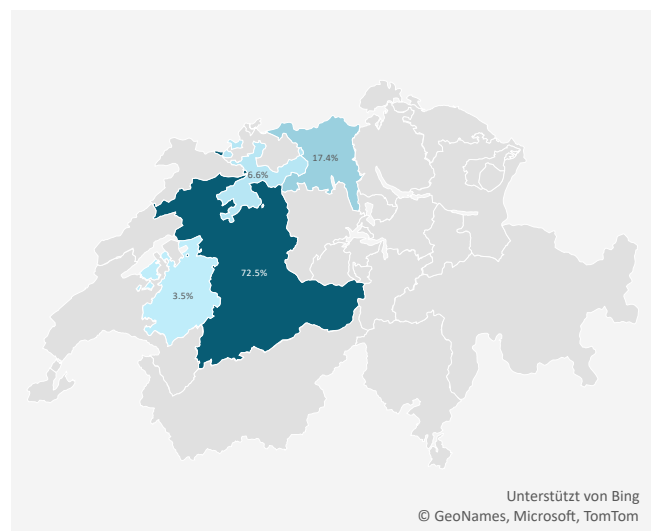 17.4%
6.6%
72.5%
3.5%
Unterstützt von Bing
© GeoNames, Microsoft, TomTom